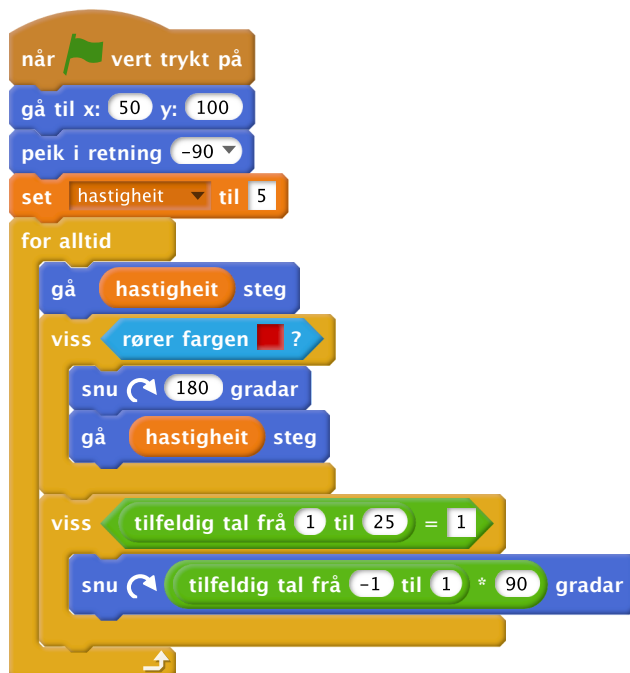 når vert trykt på
gå til x: 50 y: 100
peik i retning -90
set hastigheit til 5
for alltid
gå hastigheit steg
viss rører fargen ?
snu 180 gradar
gå hastigheit steg
viss tilfeldig tal frå 1 til 25 = 1
snu tilfeldig tal frå -1 til 1 * 90 gradar